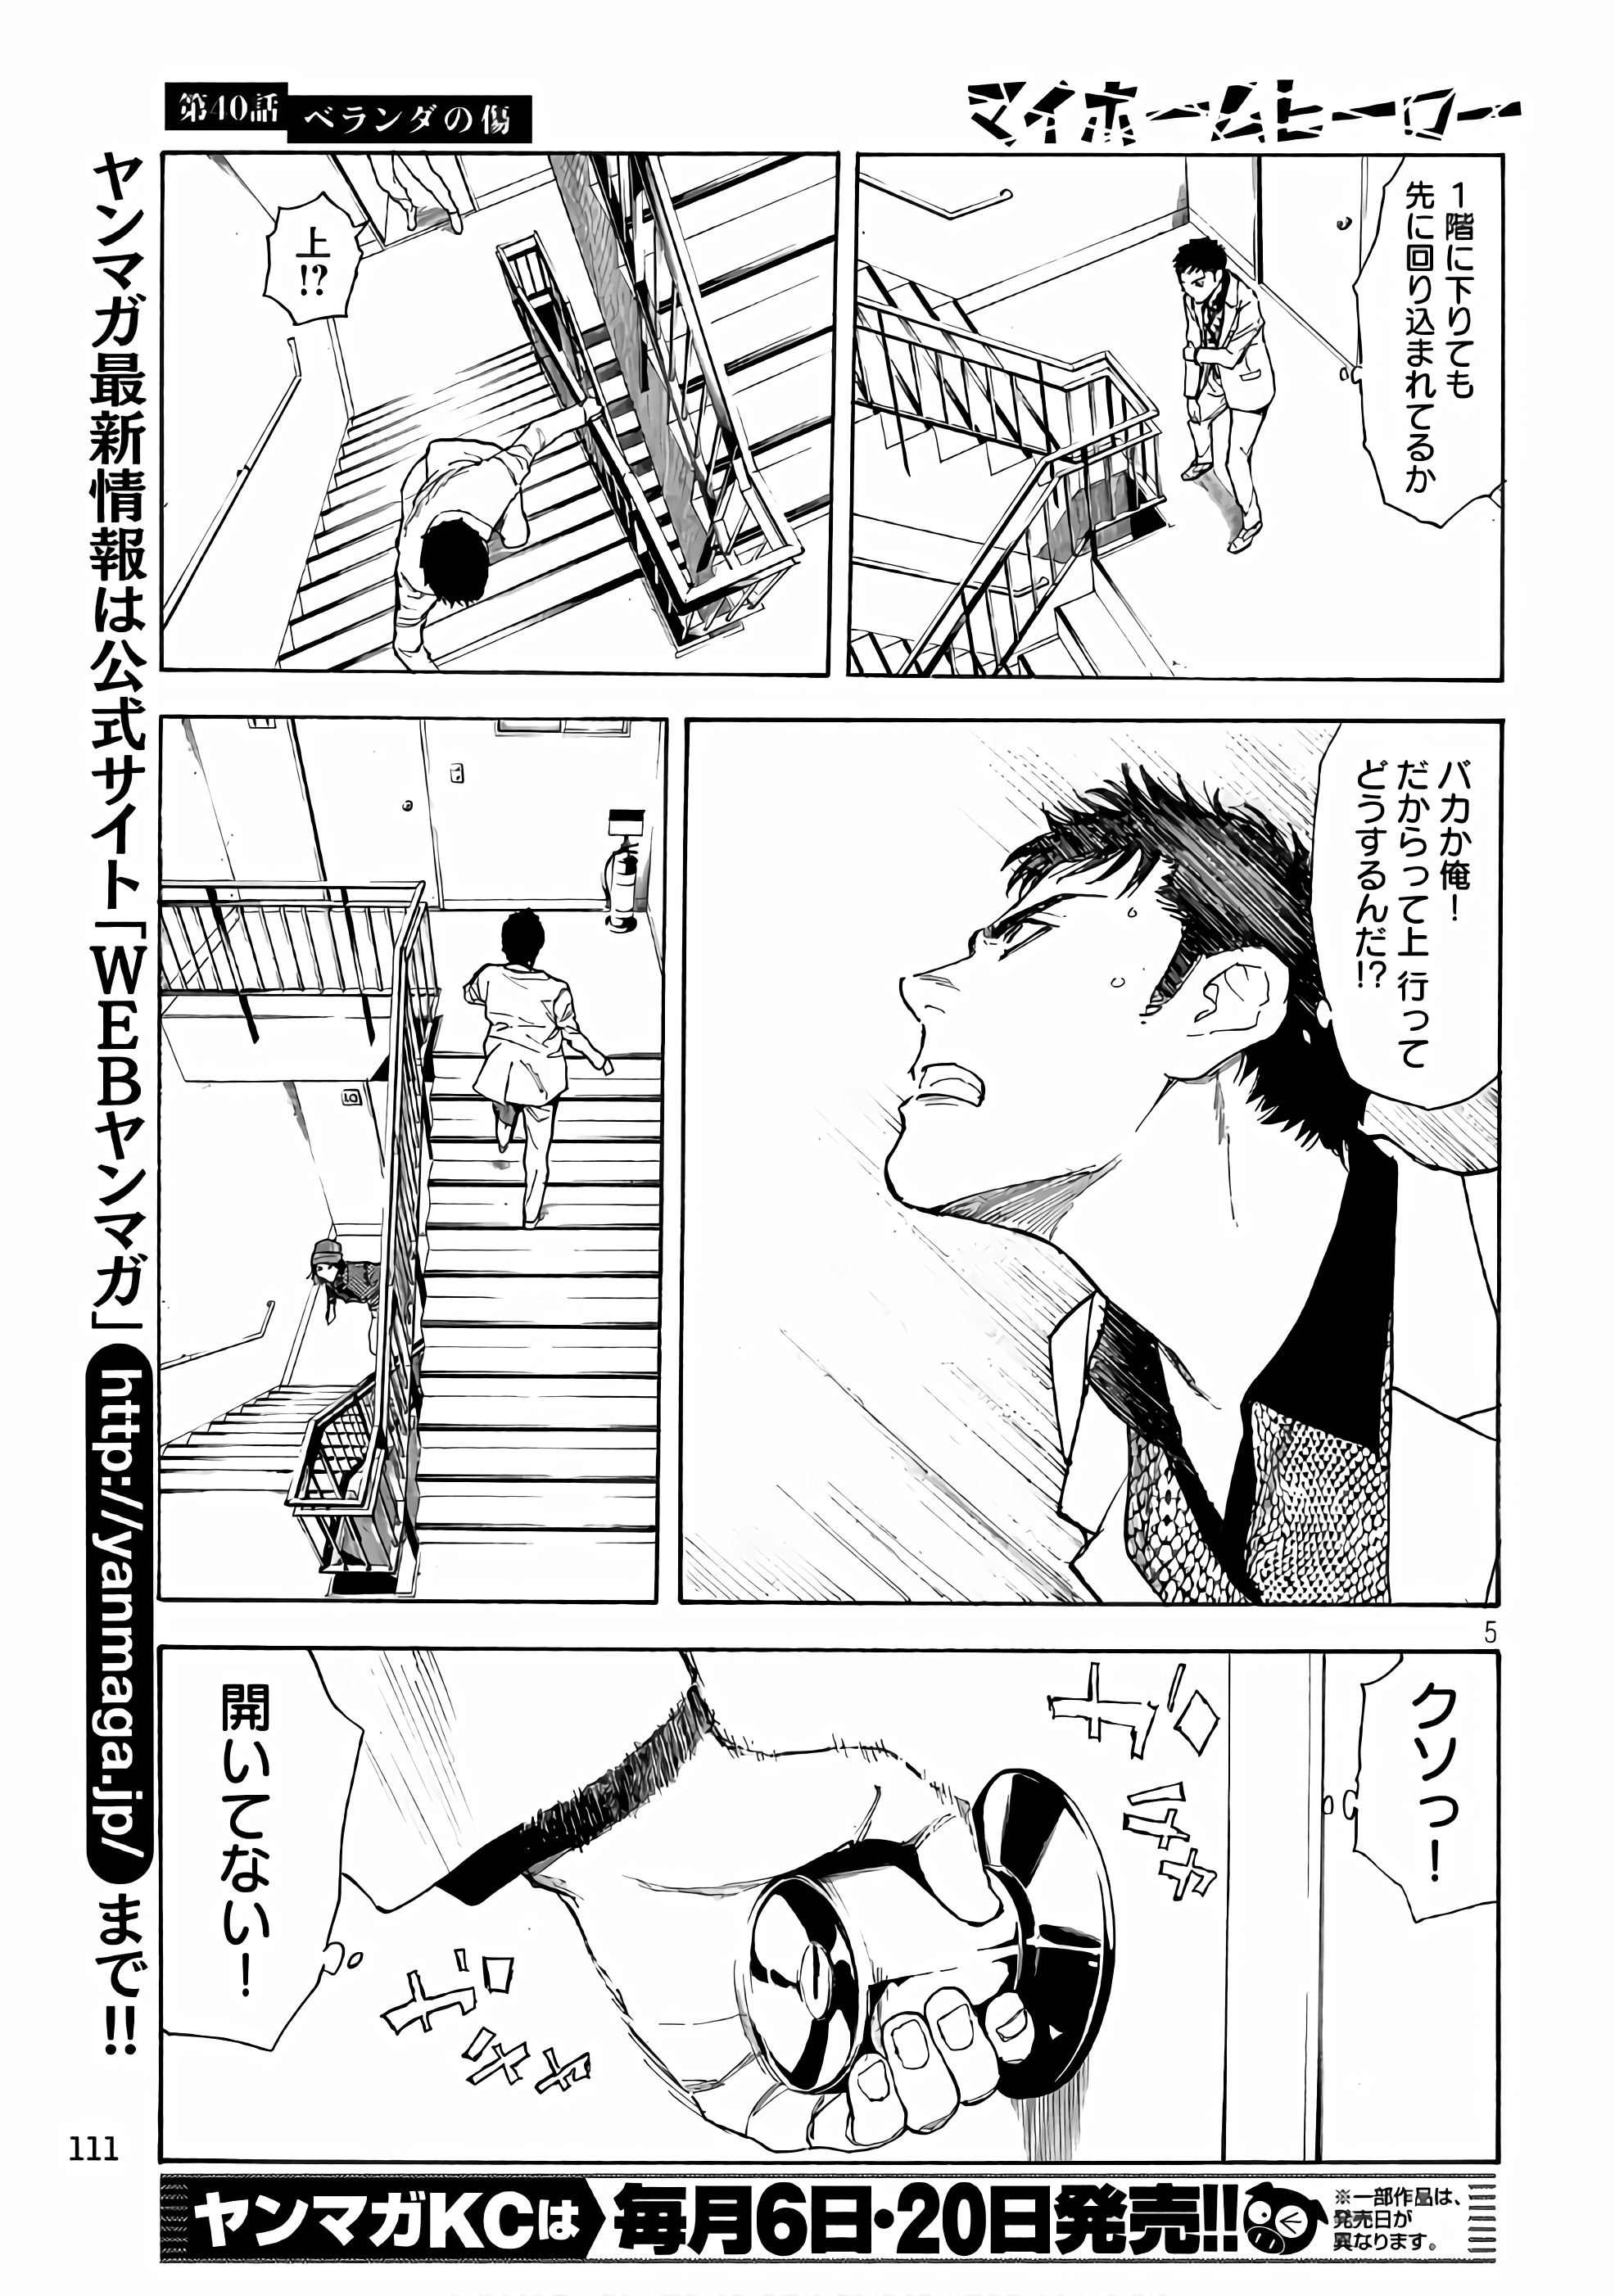 第40話
ベランダの傷
マイホームヒーロー
1階に下りても
先に回り込まれてるか
上!?
バカか俺!
だからって上 行って
どうするんだ!?
10
5
クソっ!
ガロ
ガチャ
開いてない!
ガロ
ガチャ
ヤンマガ最新情報は公式サイト「WEBヤンマガ」http://yanmaga.jp/まで!!
111
ヤンマガKCは毎月6日・20日発売!!
※一部作品は、
発売日が
異なります。